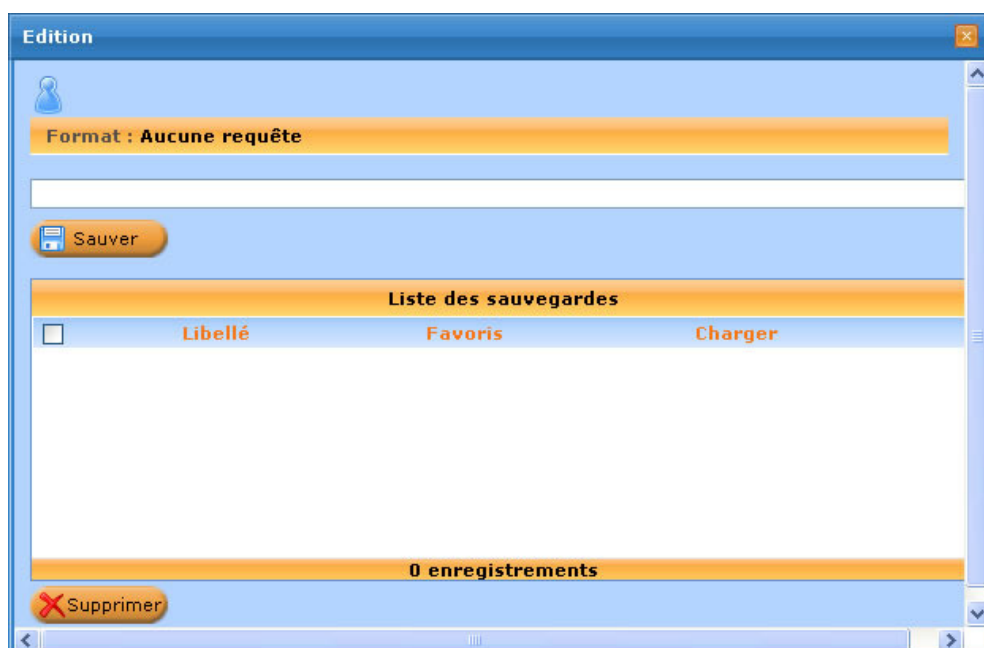 Edition
Format : Aucune requête
Sauver
Liste des sauvegardes
Libellé Favoris Charger
0 enregistrements
Supprimer